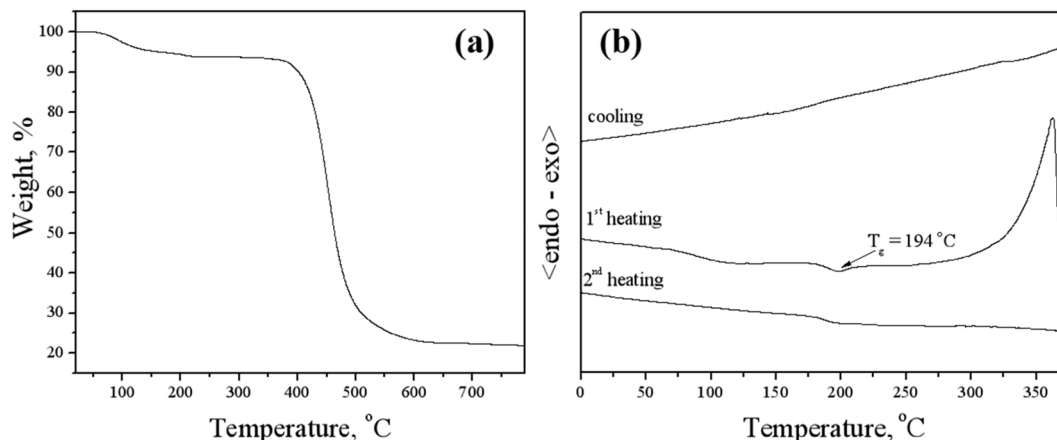 (a)
Weight, %
100
90
80
70
60
50
40
30
20
100 200 300 400 500 600 700
Temperature, °C
(b)
<endo - exo>
cooling
1st heating
Tg = 194 °C
2nd heating
0 50 100 150 200 250 300 350
Temperature, °C